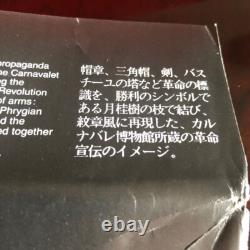 propaganda
e Carnavalet
g the
Revolution
of arms:
Phrygian
d the
d together
帽章、三角帽、剣、バス
チーユの塔など革命の標
識を、勝利のシンボルで
ある月桂樹の枝で結び、
紋章風に再現した、カル
ナバレ博物館所蔵の革命
宣伝のイメージ。